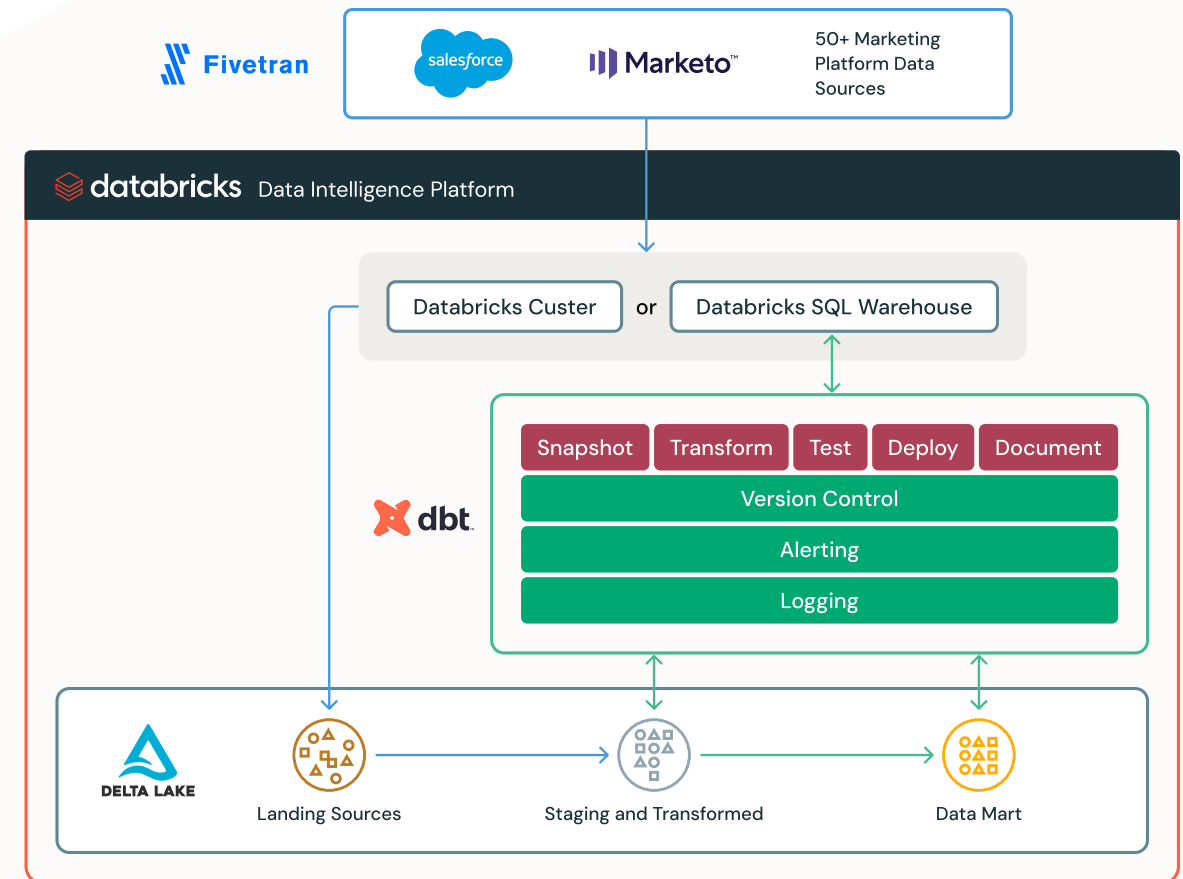 Fivetran
salesforce
Marketo™
50+ Marketing
Platform Data
Sources
databricks Data Intelligence Platform
Databricks Custer or Databricks SQL Warehouse
Snapshot Transform Test Deploy Document
Version Control
dbt™
Alerting
Logging
DELTA LAKE
Landing Sources Staging and Transformed Data Mart